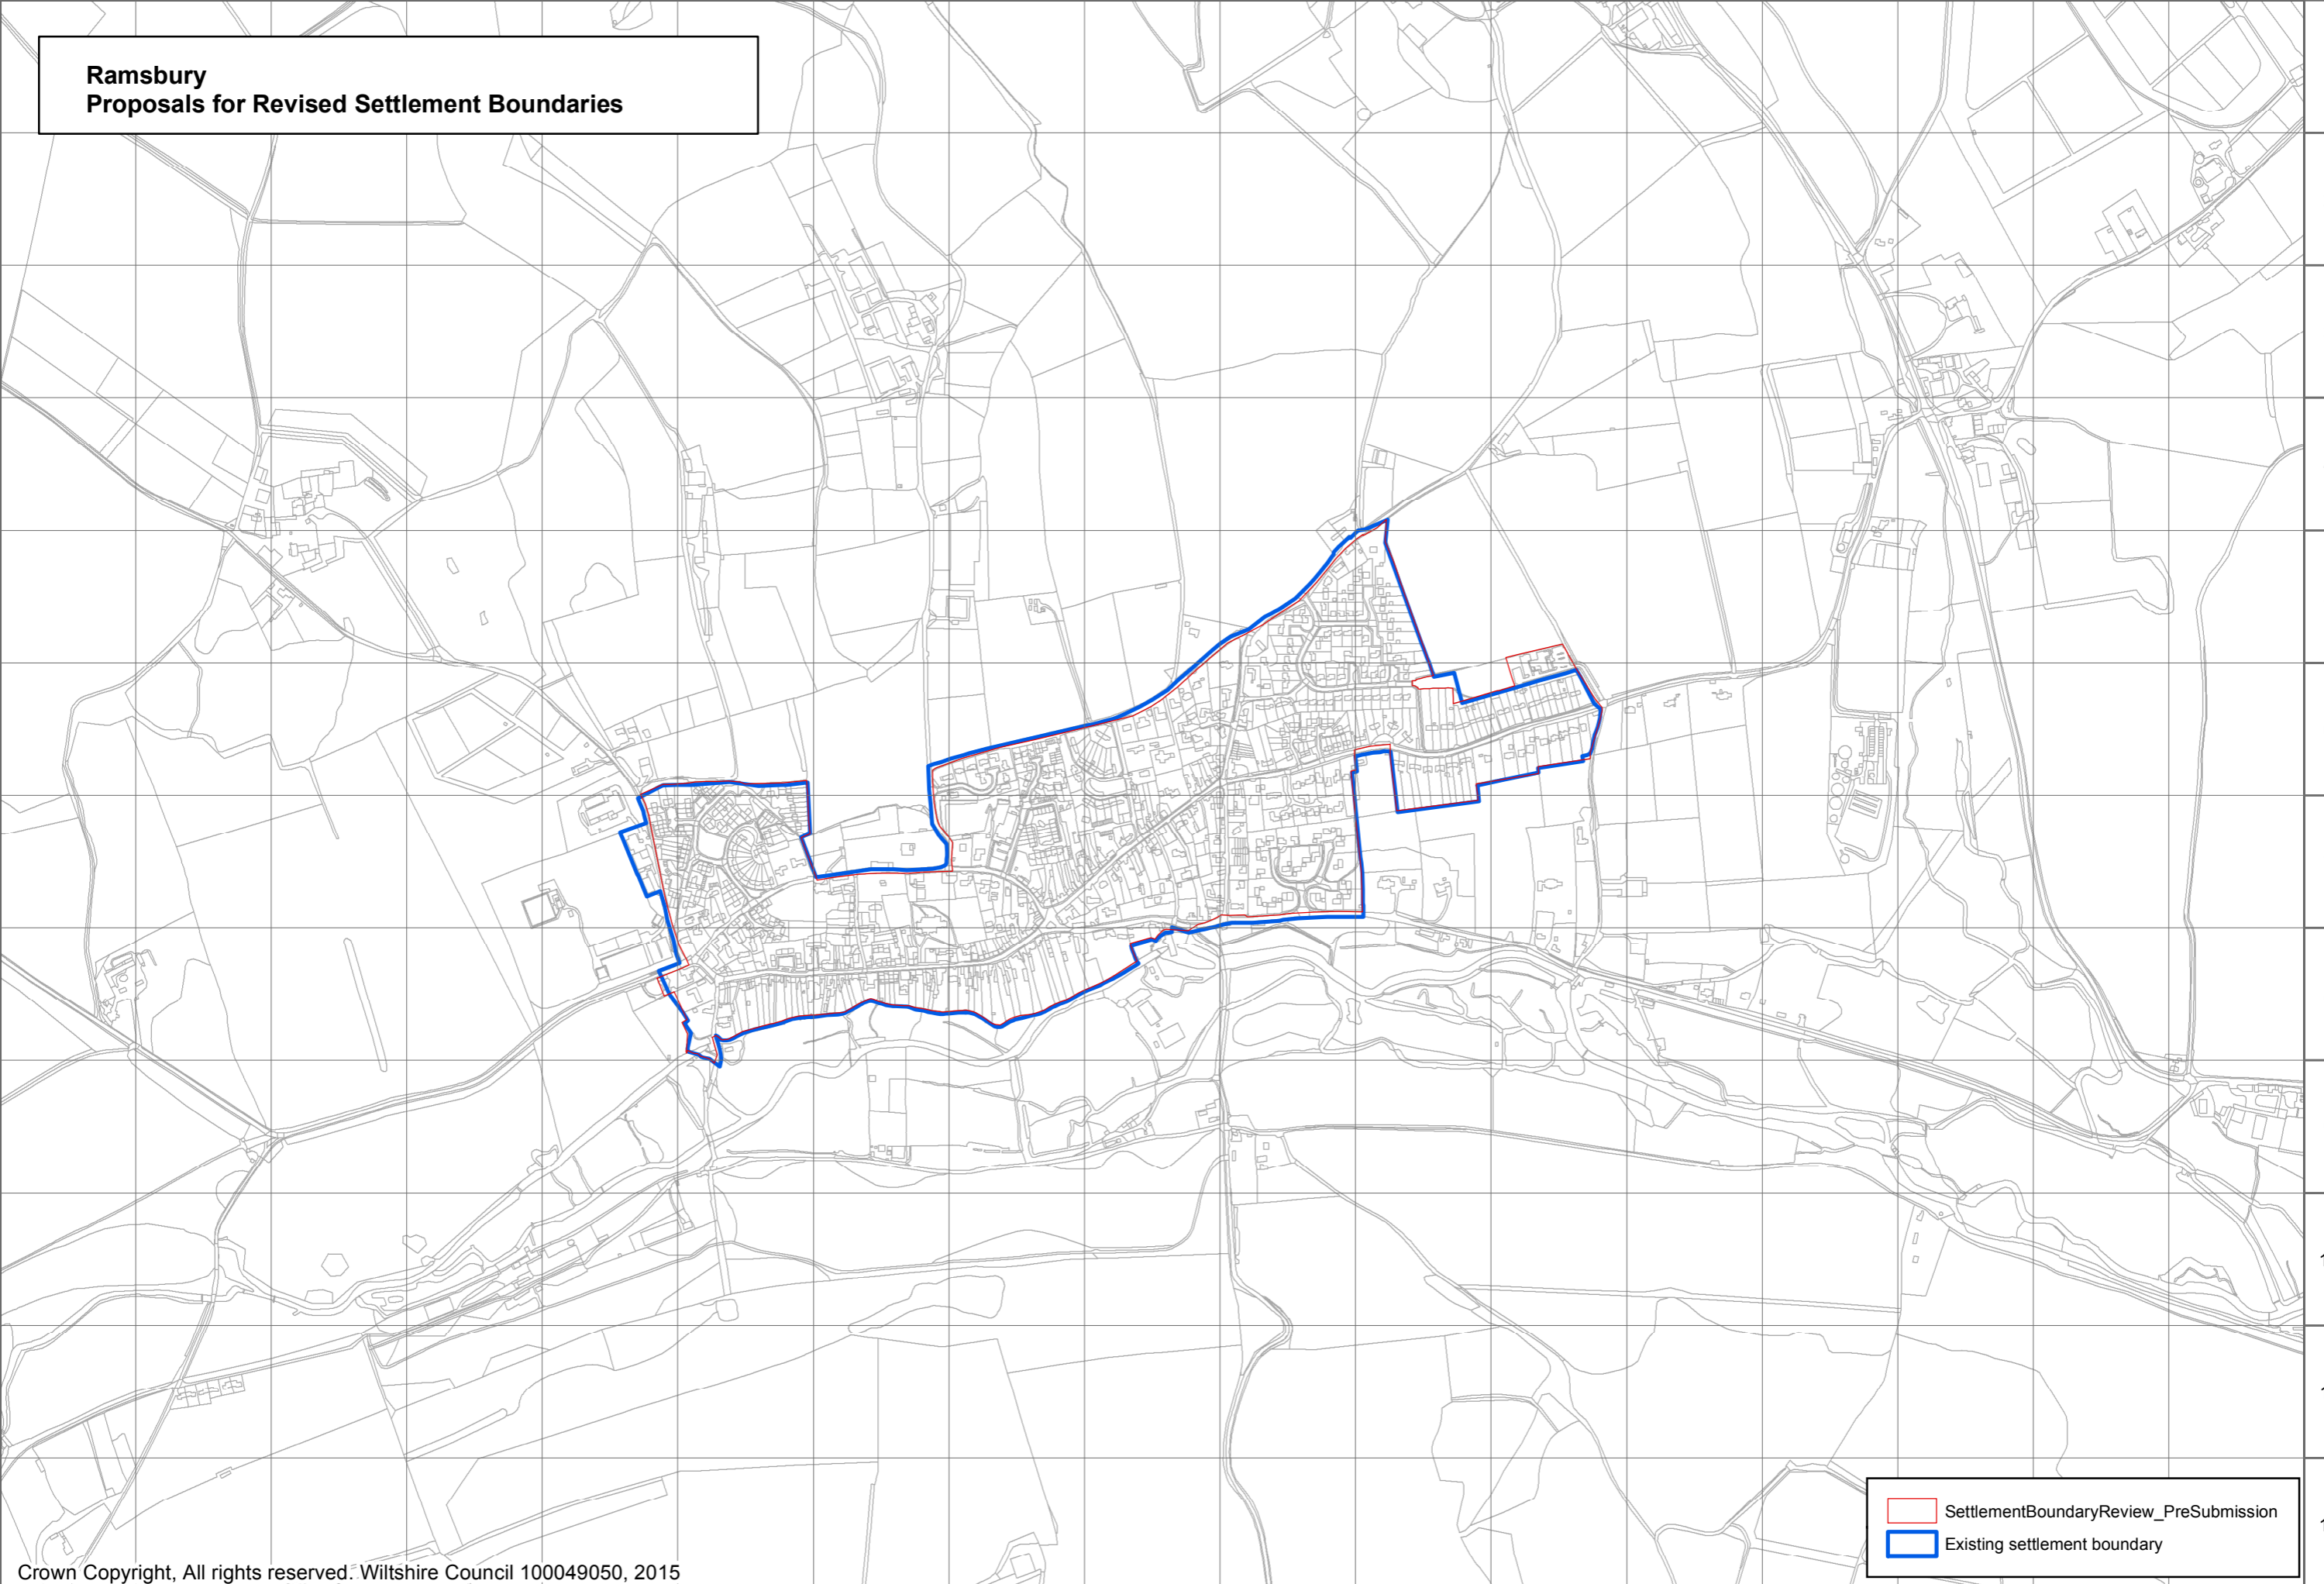 Ramsbury
Proposals for Revised Settlement Boundaries
SettlementBoundaryReview_PreSubmission
Existing settlement boundary
Crown Copyright, All rights reserved. Wiltshire Council 100049050, 2015